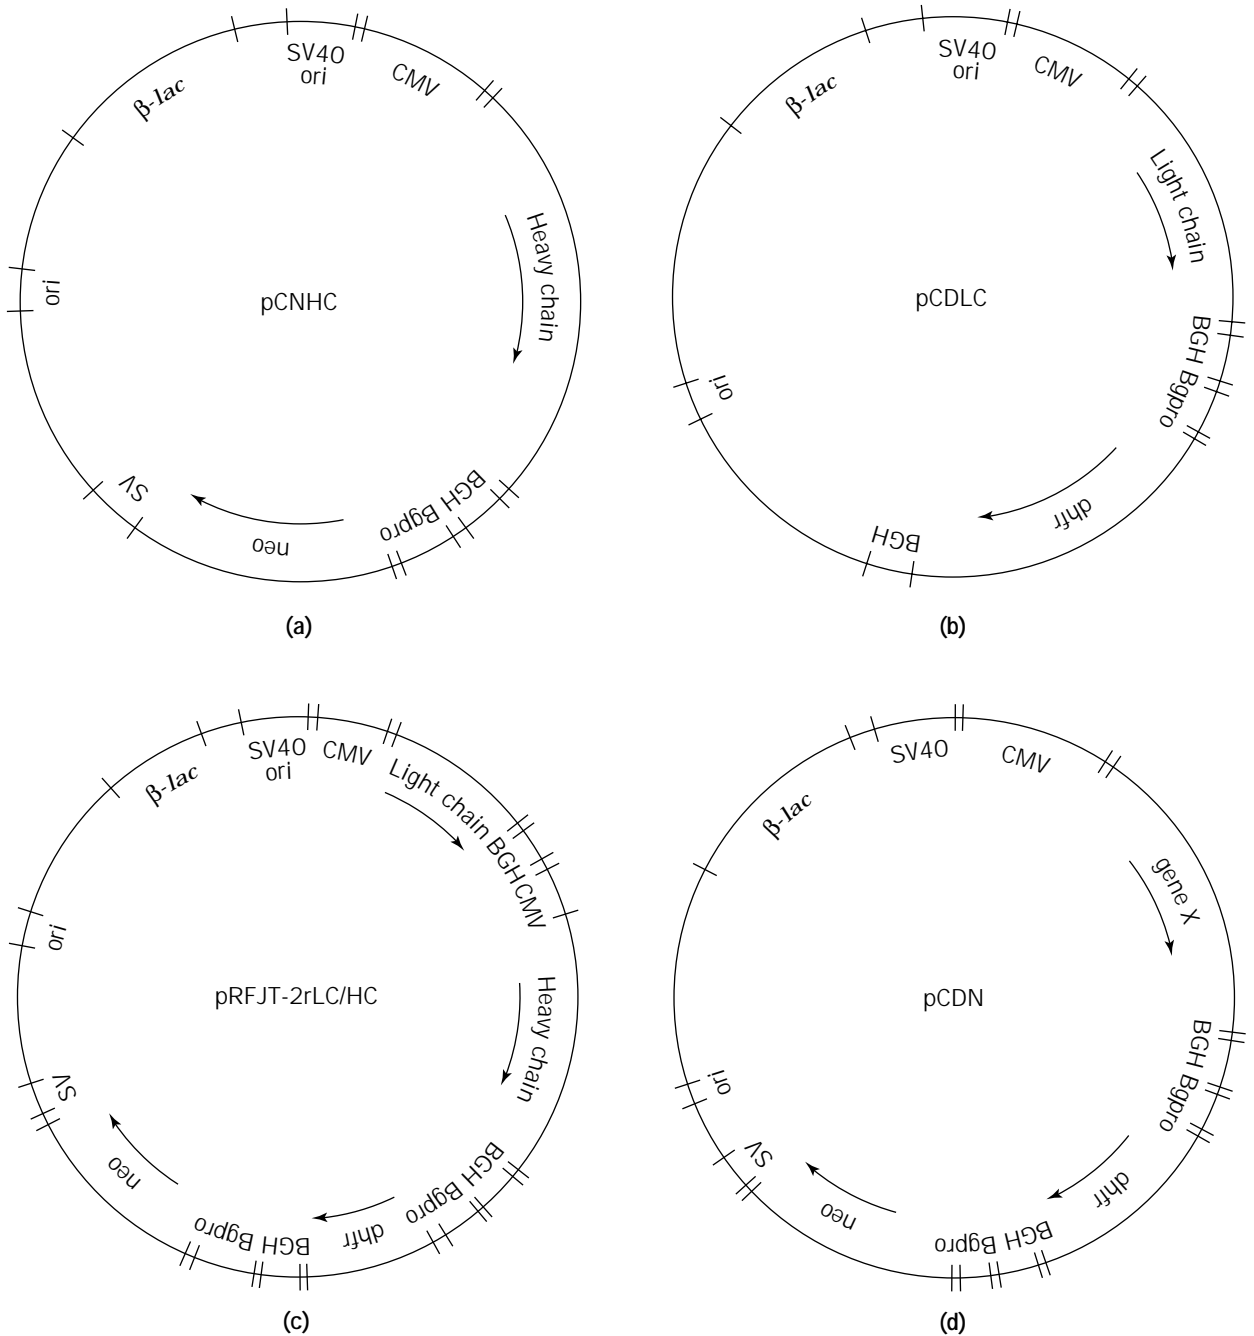 SV40
ori
CMV
Heavy chain
BGH Bgpro
neo
SV
ori
β-lac
pCNHC
(a)
SV40
ori
CMV
Light chain
BGH Bgpro
dhfr
BGH
ori
β-lac
pCDLC
(b)
SV40
ori
CMV
Light chain BGH CMV
Heavy chain
BGH Bgpro
dhfr
BGH Bgpro
neo
SV
ori
β-lac
pRFJT-2rLC/HC
(c)
SV40
CMV
gene X
BGH Bgpro
dhfr
BGH Bgpro
neo
SV
ori
β-lac
pCDN
(d)